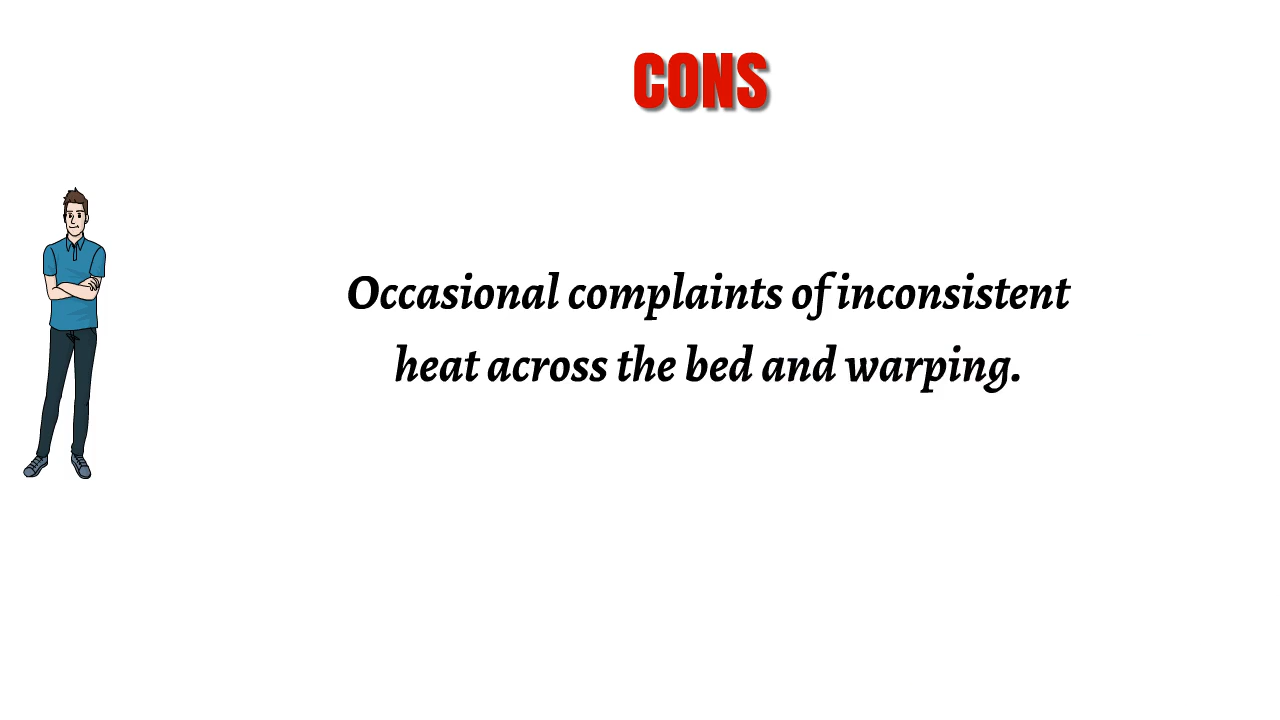 CONS
Occasional complaints of inconsistent
heat across the bed and warping.